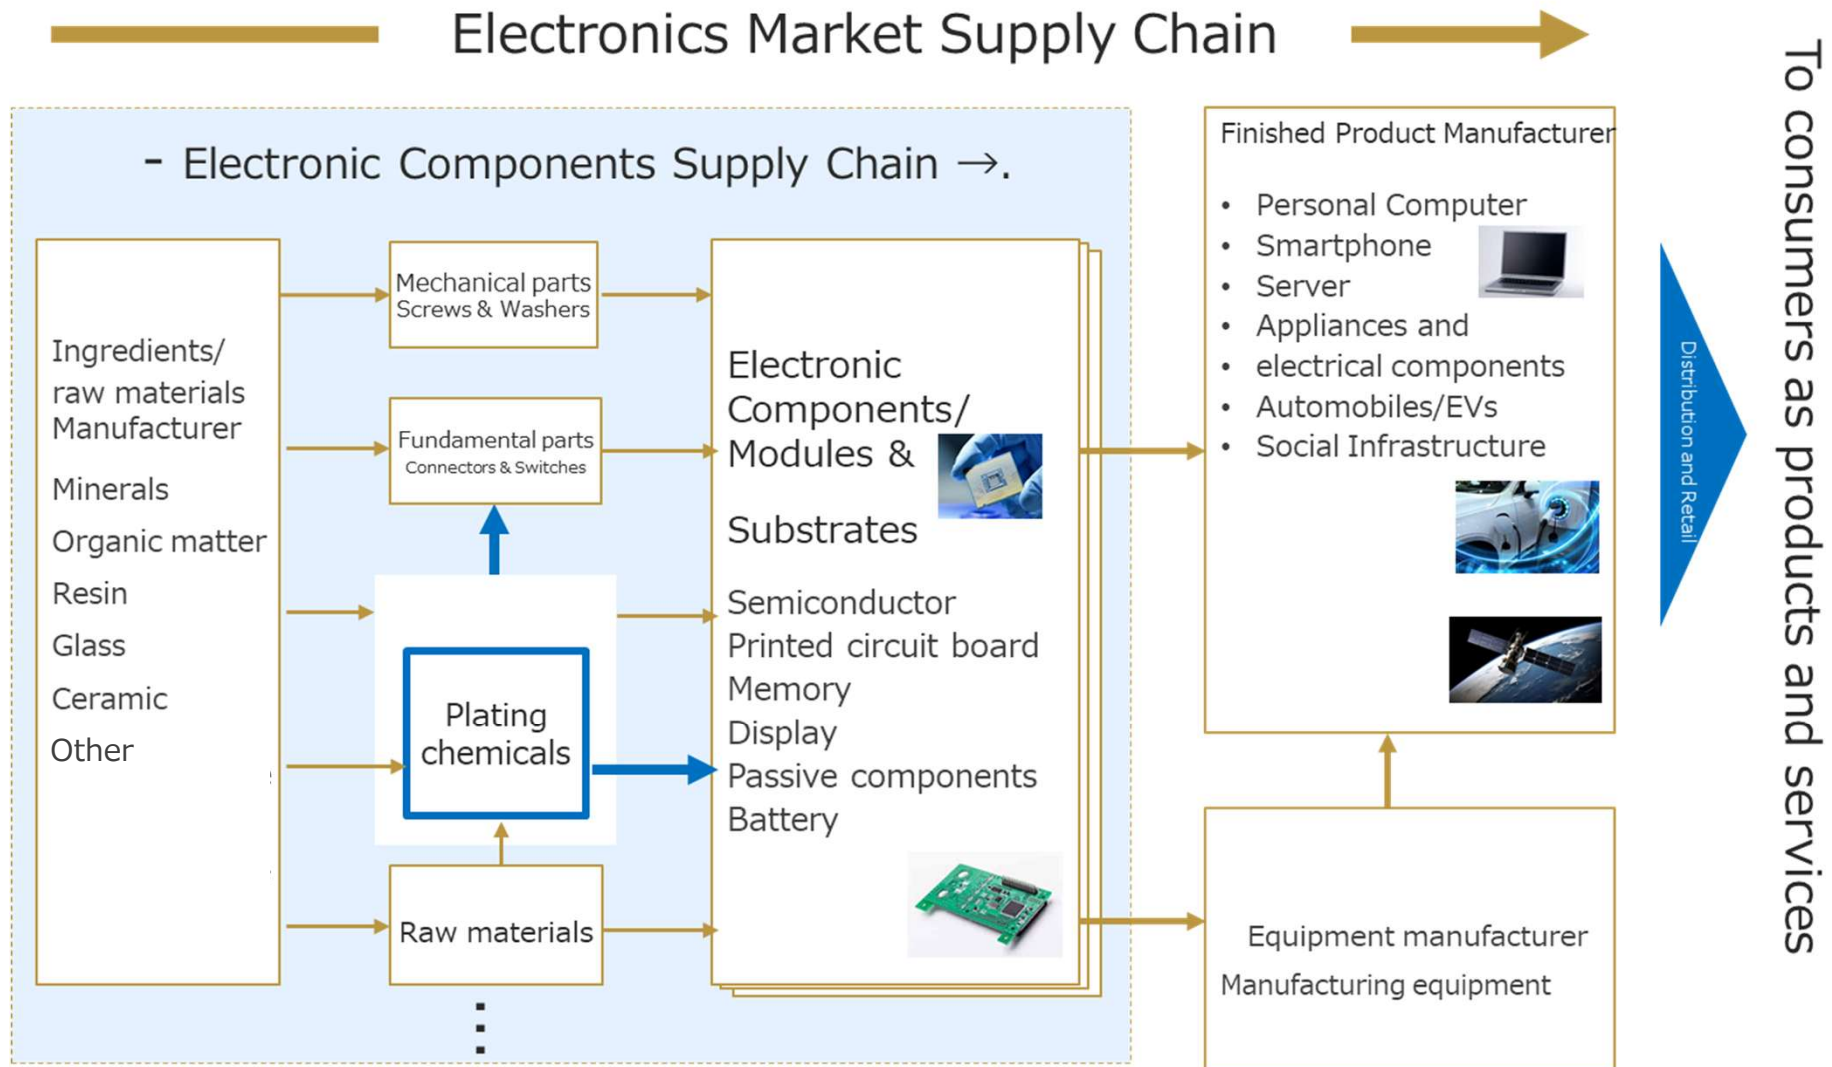 Electronics Market Supply Chain
- Electronic Components Supply Chain →.
Ingredients/
raw materials
Manufacturer
Minerals
Organic matter
Resin
Glass
Ceramic
Other
Mechanical parts
Screws & Washers
Fundamental parts
Connectors & Switches
Plating
chemicals
Raw materials
Electronic
Components/
Modules &
Substrates
Semiconductor
Printed circuit board
Memory
Display
Passive components
Battery
Finished Product Manufacturer
• Personal Computer
• Smartphone
• Server
• Appliances and
• electrical components
• Automobiles/EVs
• Social Infrastructure
Equipment manufacturer
Manufacturing equipment
Distribution and Retail
To consumers as products and services